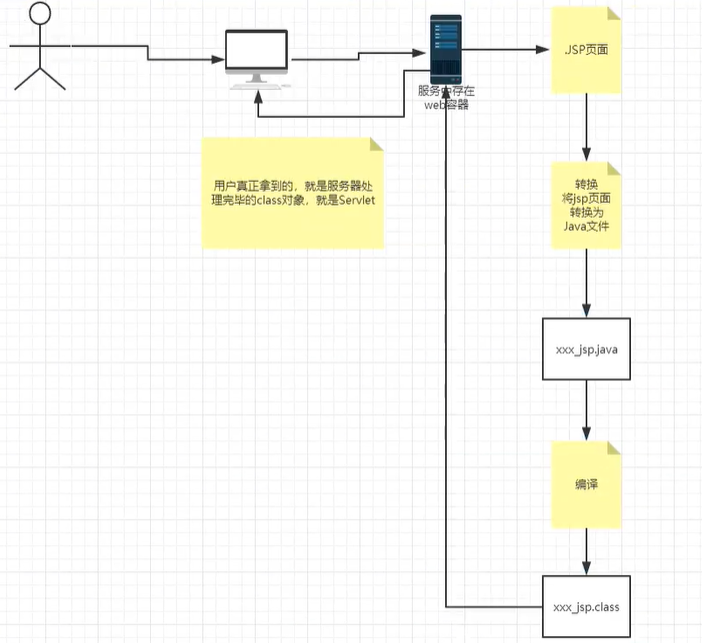 .JSP页面
服务中存在
web容器
用户真正拿到的，就是服务器处
理完毕的class对象，就是Servlet
转换
将jsp页面
转换为
Java文件
xxx_jsp.java
编译
xxx_jsp.class